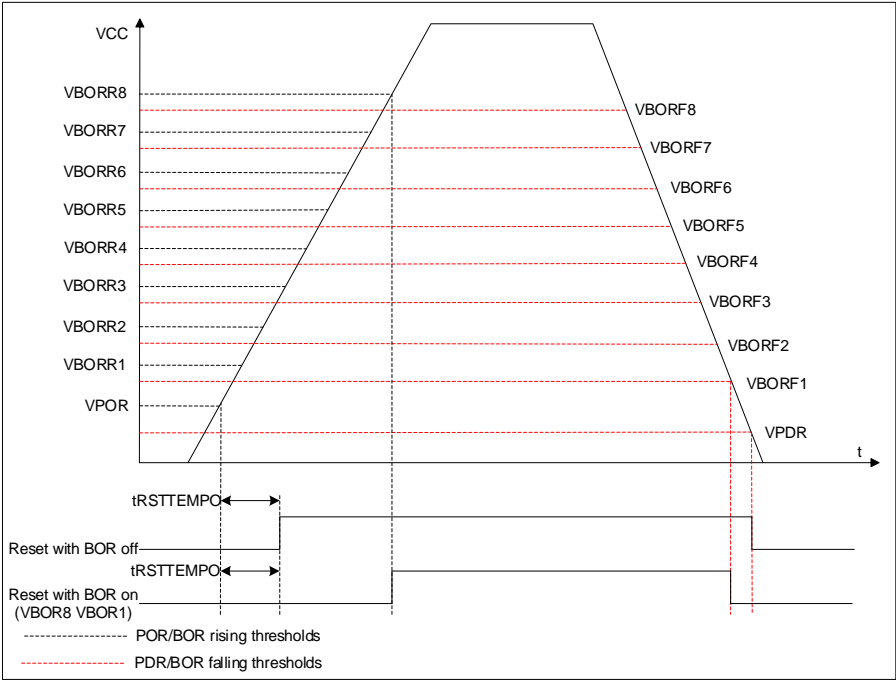 VCC
VBORR8
VBORF8
VBORR7
VBORF7
VBORR6
VBORF6
VBORR5
VBORF5
VBORR4
VBORF4
VBORR3
VBORF3
VBORR2
VBORF2
VBORR1
VBORF1
VPOR
VPDR
t
tRSTTEMPO
Reset with BOR off
tRSTTEMPO
Reset with BOR on
(VBOR8 VBOR1)
POR/BOR rising thresholds
PDR/BOR falling thresholds